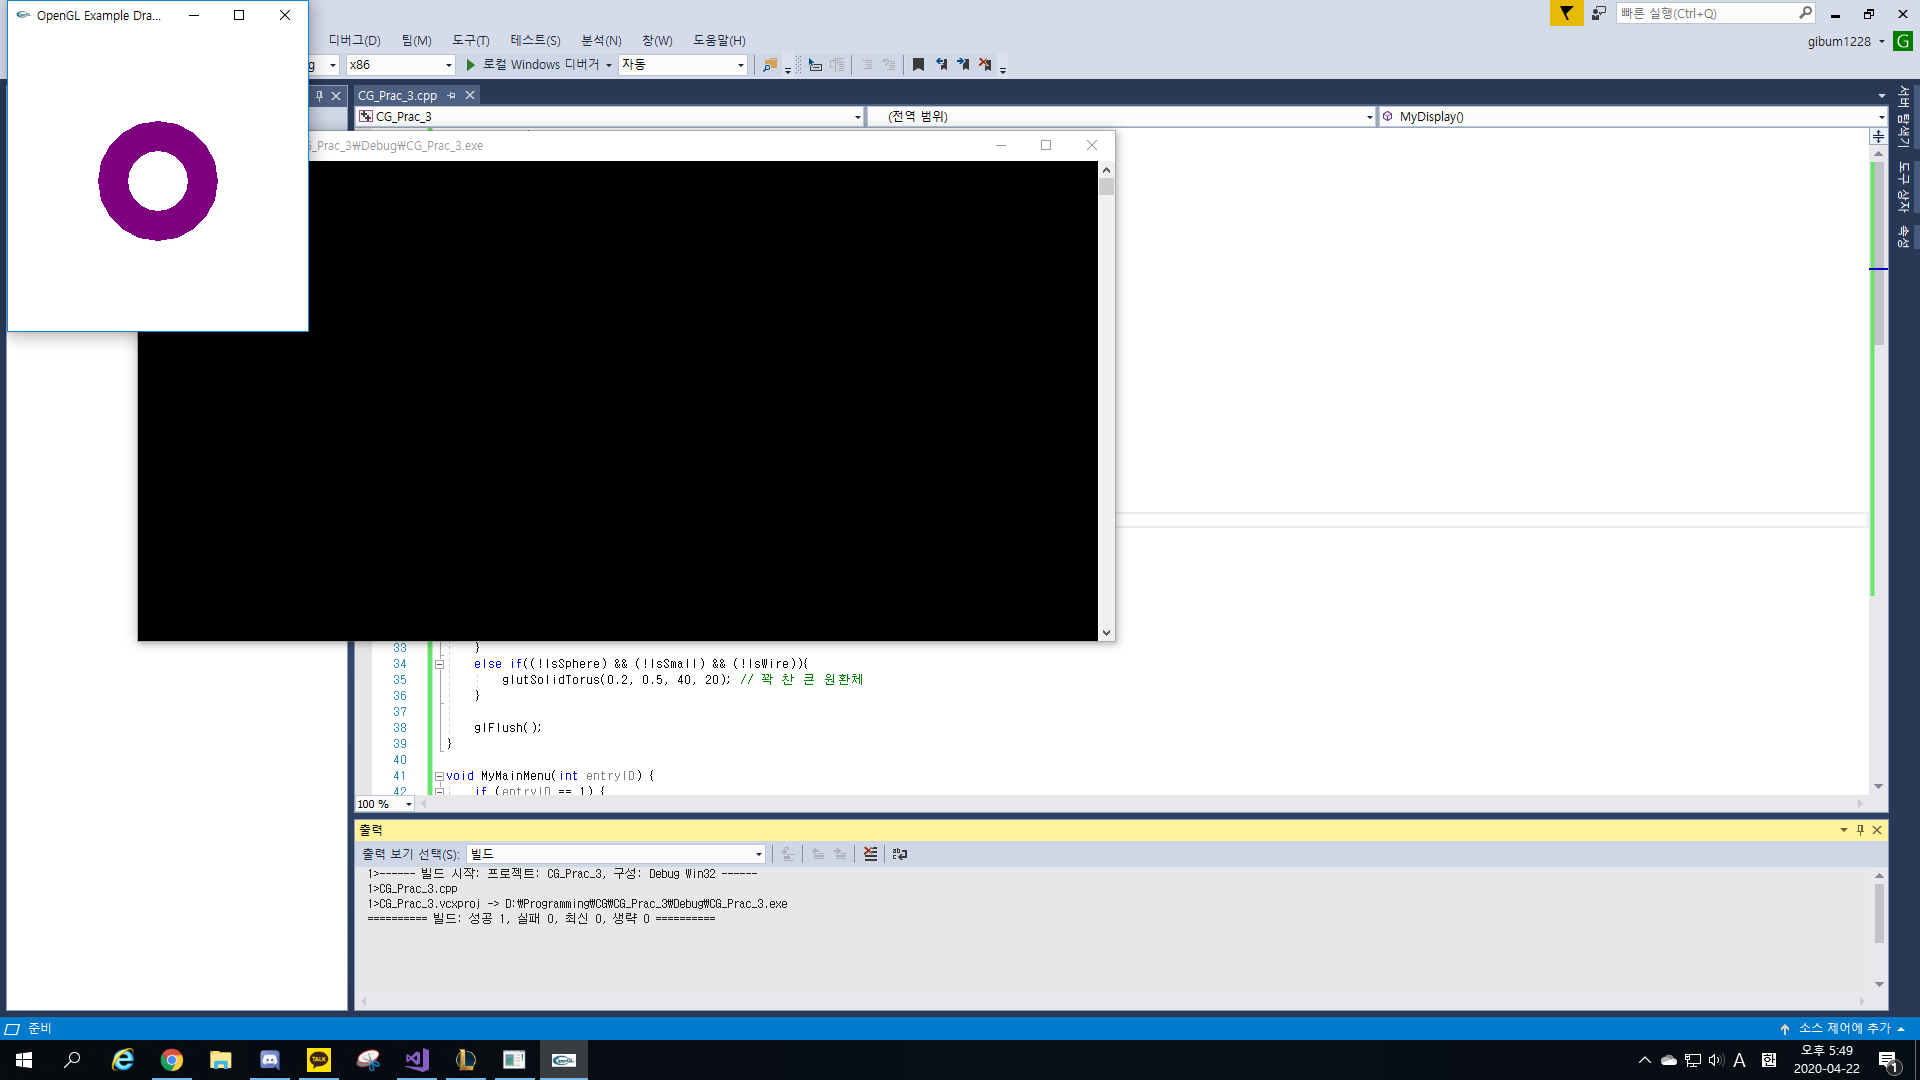 OpenGL Example Dra...
빠른 실행(Ctrl+Q)
디버그(D) 팀(M) 도구(T) 테스트(S) 분석(N) 창(W) 도움말(H)
gibum1228 G
g x86 로컬 Windows 디버거 자동
CG_Prac_3.cpp
CG_Prac_3 (전역 범위) MyDisplay()
_Prac_3₩Debug₩CG_Prac_3.exe
서버 탐색기
도구 상자
속성
33 }
34 else if((!IsSphere) && (!IsSmall) && (!IsWire)){
35 glutSolidTorus(0.2, 0.5, 40, 20); // 꽉 찬 큰 원환체
36 }
37
38 glFlush();
39 }
40
41 void MyMainMenu(int entryID) {
42 if (entryID == 1) {
100 %
출력
출력 보기 선택(S): 빌드
1>------ 빌드 시작: 프로젝트: CG_Prac_3, 구성: Debug Win32 ------
1>CG_Prac_3.cpp
1>CG_Prac_3.vcxproj -> D:₩Programming₩CG₩CG_Prac_3₩Debug₩CG_Prac_3.exe
========== 빌드: 성공 1, 실패 0, 최신 0, 생략 0 ==========
준비
소스 제어에 추가
TALK
OpenGL
A 한
오후 5:49
2020-04-22
1